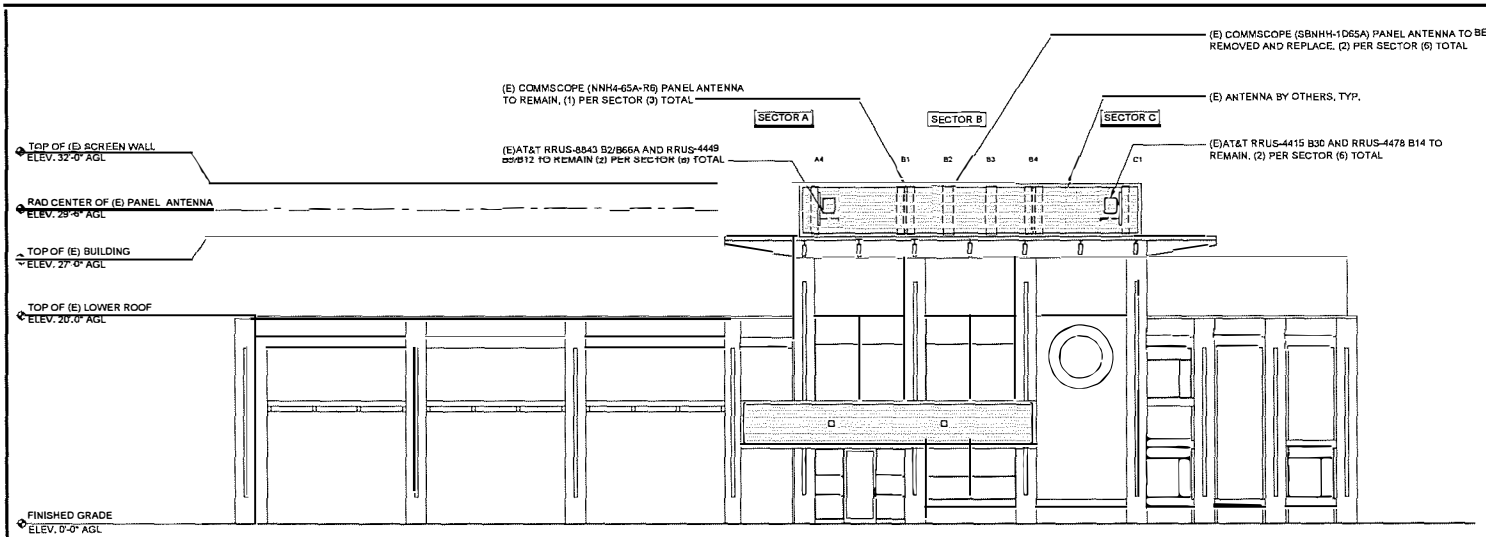 (E) COMMSCOPE (SBNHH-1D65A) PANEL ANTENNA TO BE
REMOVED AND REPLACE, (2) PER SECTOR (6) TOTAL
(E) COMMSCOPE (NNH4-65A-R6) PANEL ANTENNA
TO REMAIN, (1) PER SECTOR (3) TOTAL
(E) ANTENNA BY OTHERS, TYP.
SECTOR A
SECTOR B
SECTOR C
(E)AT&T RRUS-8843 B2/B66A AND RRUS-4449
B5/B12 TO REMAIN (2) PER SECTOR (6) TOTAL
(E)AT&T RRUS-4415 B30 AND RRUS-4478 B14 TO
REMAIN, (2) PER SECTOR (6) TOTAL
A4
B1
B2
B3
B4
C1
TOP OF (E) SCREEN WALL
ELEV. 32'-0" AGL
RAD CENTER OF (E) PANEL ANTENNA
ELEV. 29'-6" AGL
TOP OF (E) BUILDING
ELEV. 27'-0" AGL
TOP OF (E) LOWER ROOF
ELEV. 20'-0" AGL
FINISHED GRADE
ELEV. 0'-0" AGL